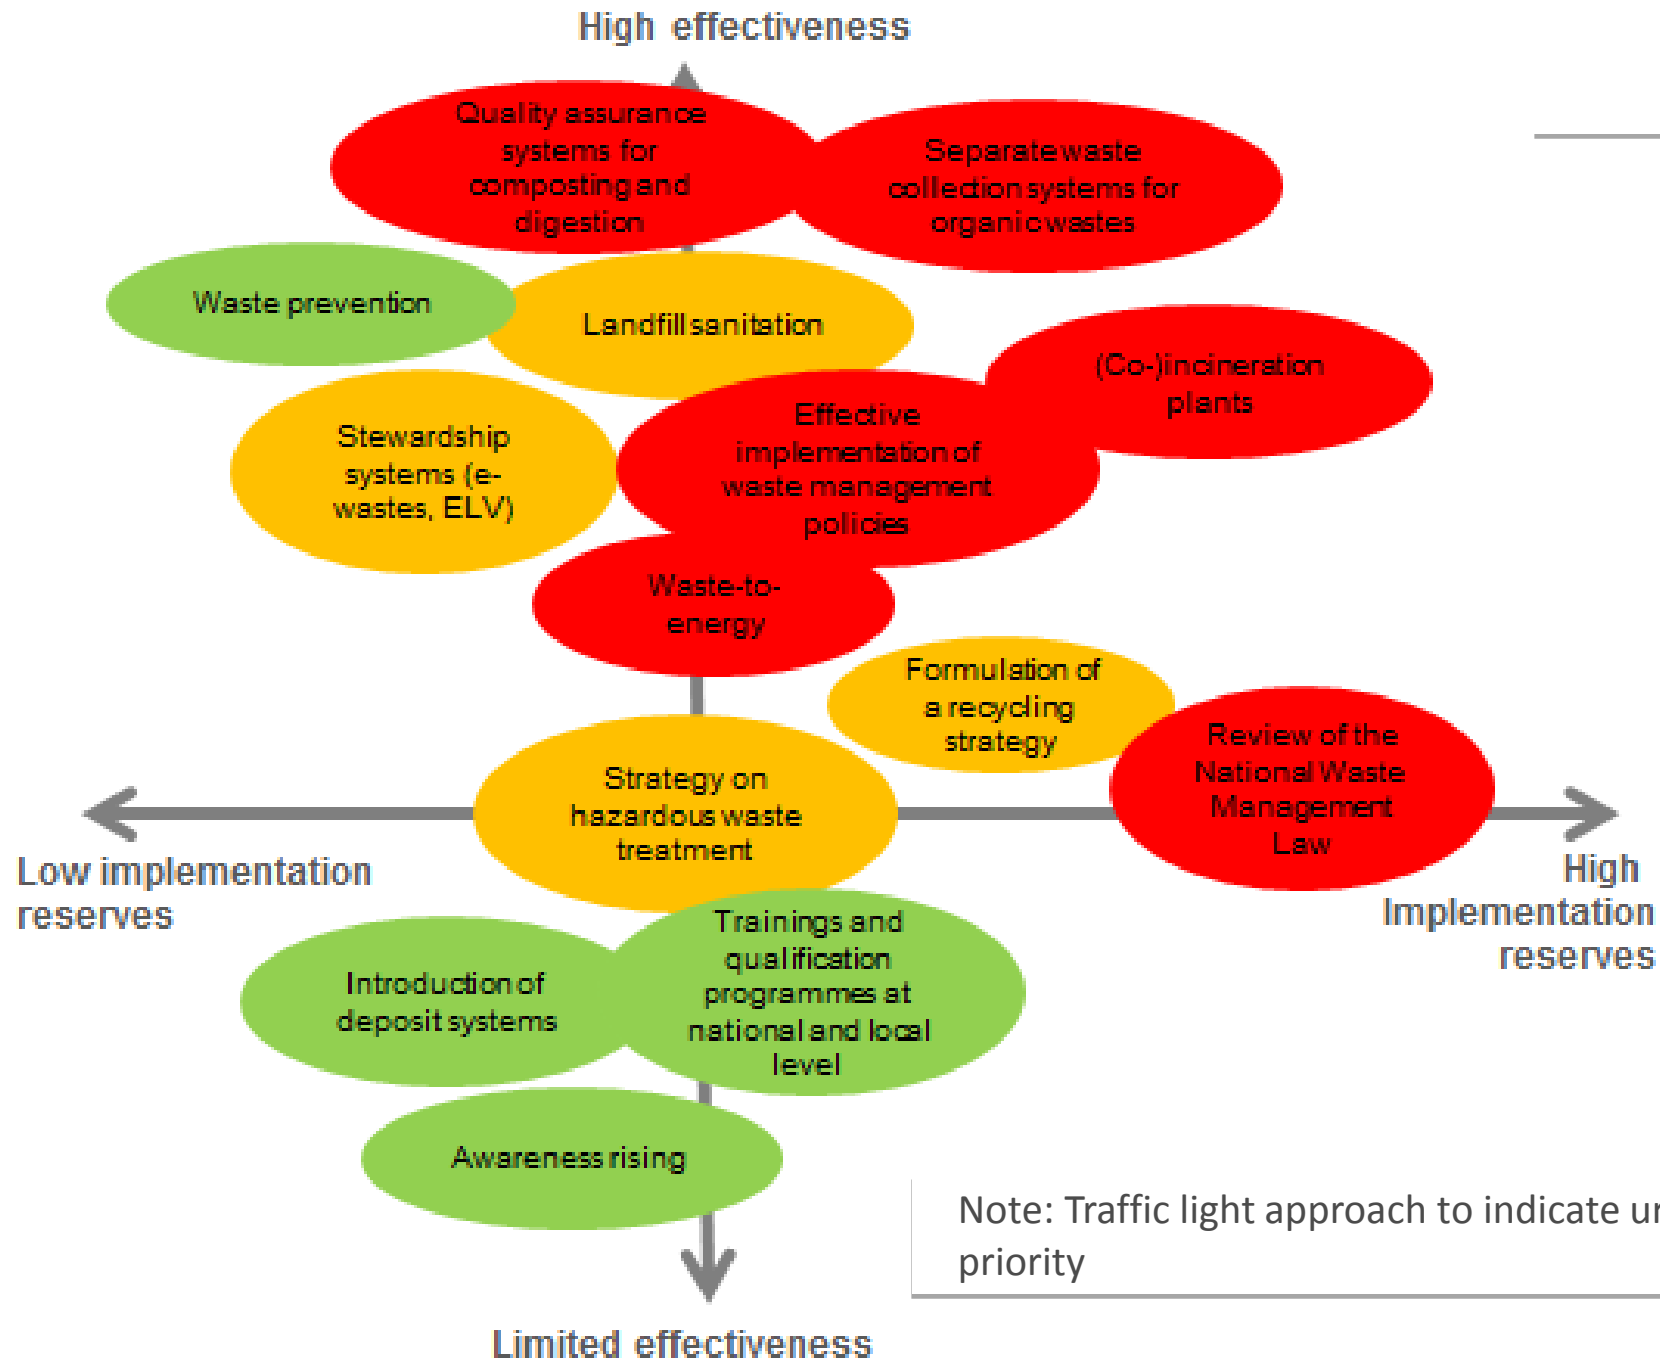 High effectiveness
Quality assurance
systems for
composting and
digestion
Separate waste
collection systems for
organic wastes
Waste prevention
Landfill sanitation
(Co-)incineration
plants
Effective
implementation of
waste management
policies
Stewardship
systems (e-
wastes, ELV)
Waste-to-
energy
Formulation of
a recycling
strategy
Review of the
National Waste
Management
Law
Strategy on
hazardous waste
treatment
Low implementation
reserves
High
Implementation
reserves
Trainings and
qualification
programmes at
national and local
level
Introduction of
deposit systems
Awareness rising
Note: Traffic light approach to indicate
priority
Limited effectiveness